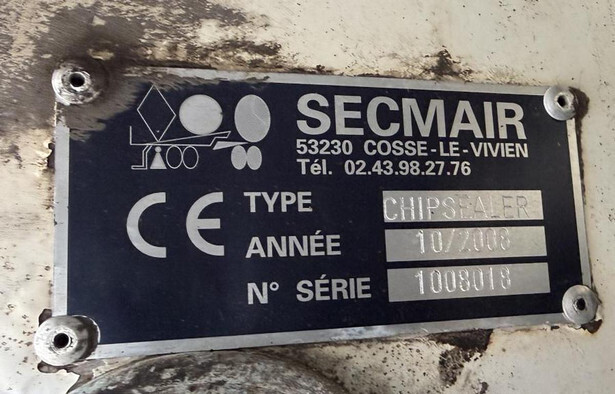 SECMAIR
53230 COSSE-LE-VIVIEN
Tél. 02.43.98.27.76
CE
TYPE CHIPSEALER
ANNÉE 10/2008
N° SÉRIE 1008018